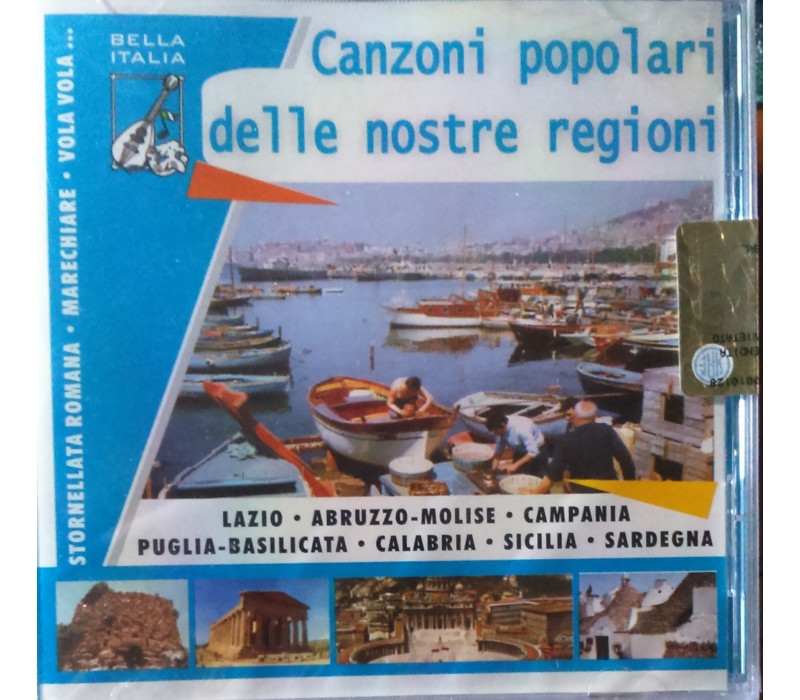 BELLA
ITALIA
Canzoni popolari
delle nostre regioni
STORNELLATA ROMANA • MARECHIARE • VOLA VOLA...
LAZIO • ABRUZZO-MOLISE • CAMPANIA
PUGLIA-BASILICATA • CALABRIA • SICILIA • SARDEGNA